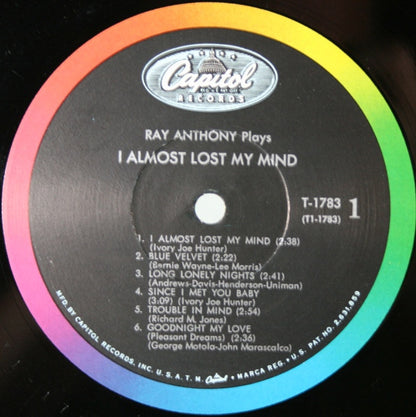 Capitol
RECORDS
RAY ANTHONY Plays
I ALMOST LOST MY MIND
T-1783
(T1-1783)
1
1. I ALMOST LOST MY MIND (2:38)
(Ivory Joe Hunter)
2. BLUE VELVET (2:22)
(Bernie Wayne-Lee Morris)
3. LONG LONELY NIGHTS (2:41)
(Andrews-Davis-Henderson-Uniman)
4. SINCE I MET YOU BABY
(3:09) (Ivory Joe Hunter)
5. TROUBLE IN MIND (2:54)
(Richard M. Jones)
6. GOODNIGHT MY LOVE
(Pleasant Dreams) (2:36)
(George Motola-John Marascalco)
MFD. BY CAPITOL RECORDS, INC. U.S.A. T.M. Capitol MARCA REG. • U.S. PAT. NO. 2,631,859